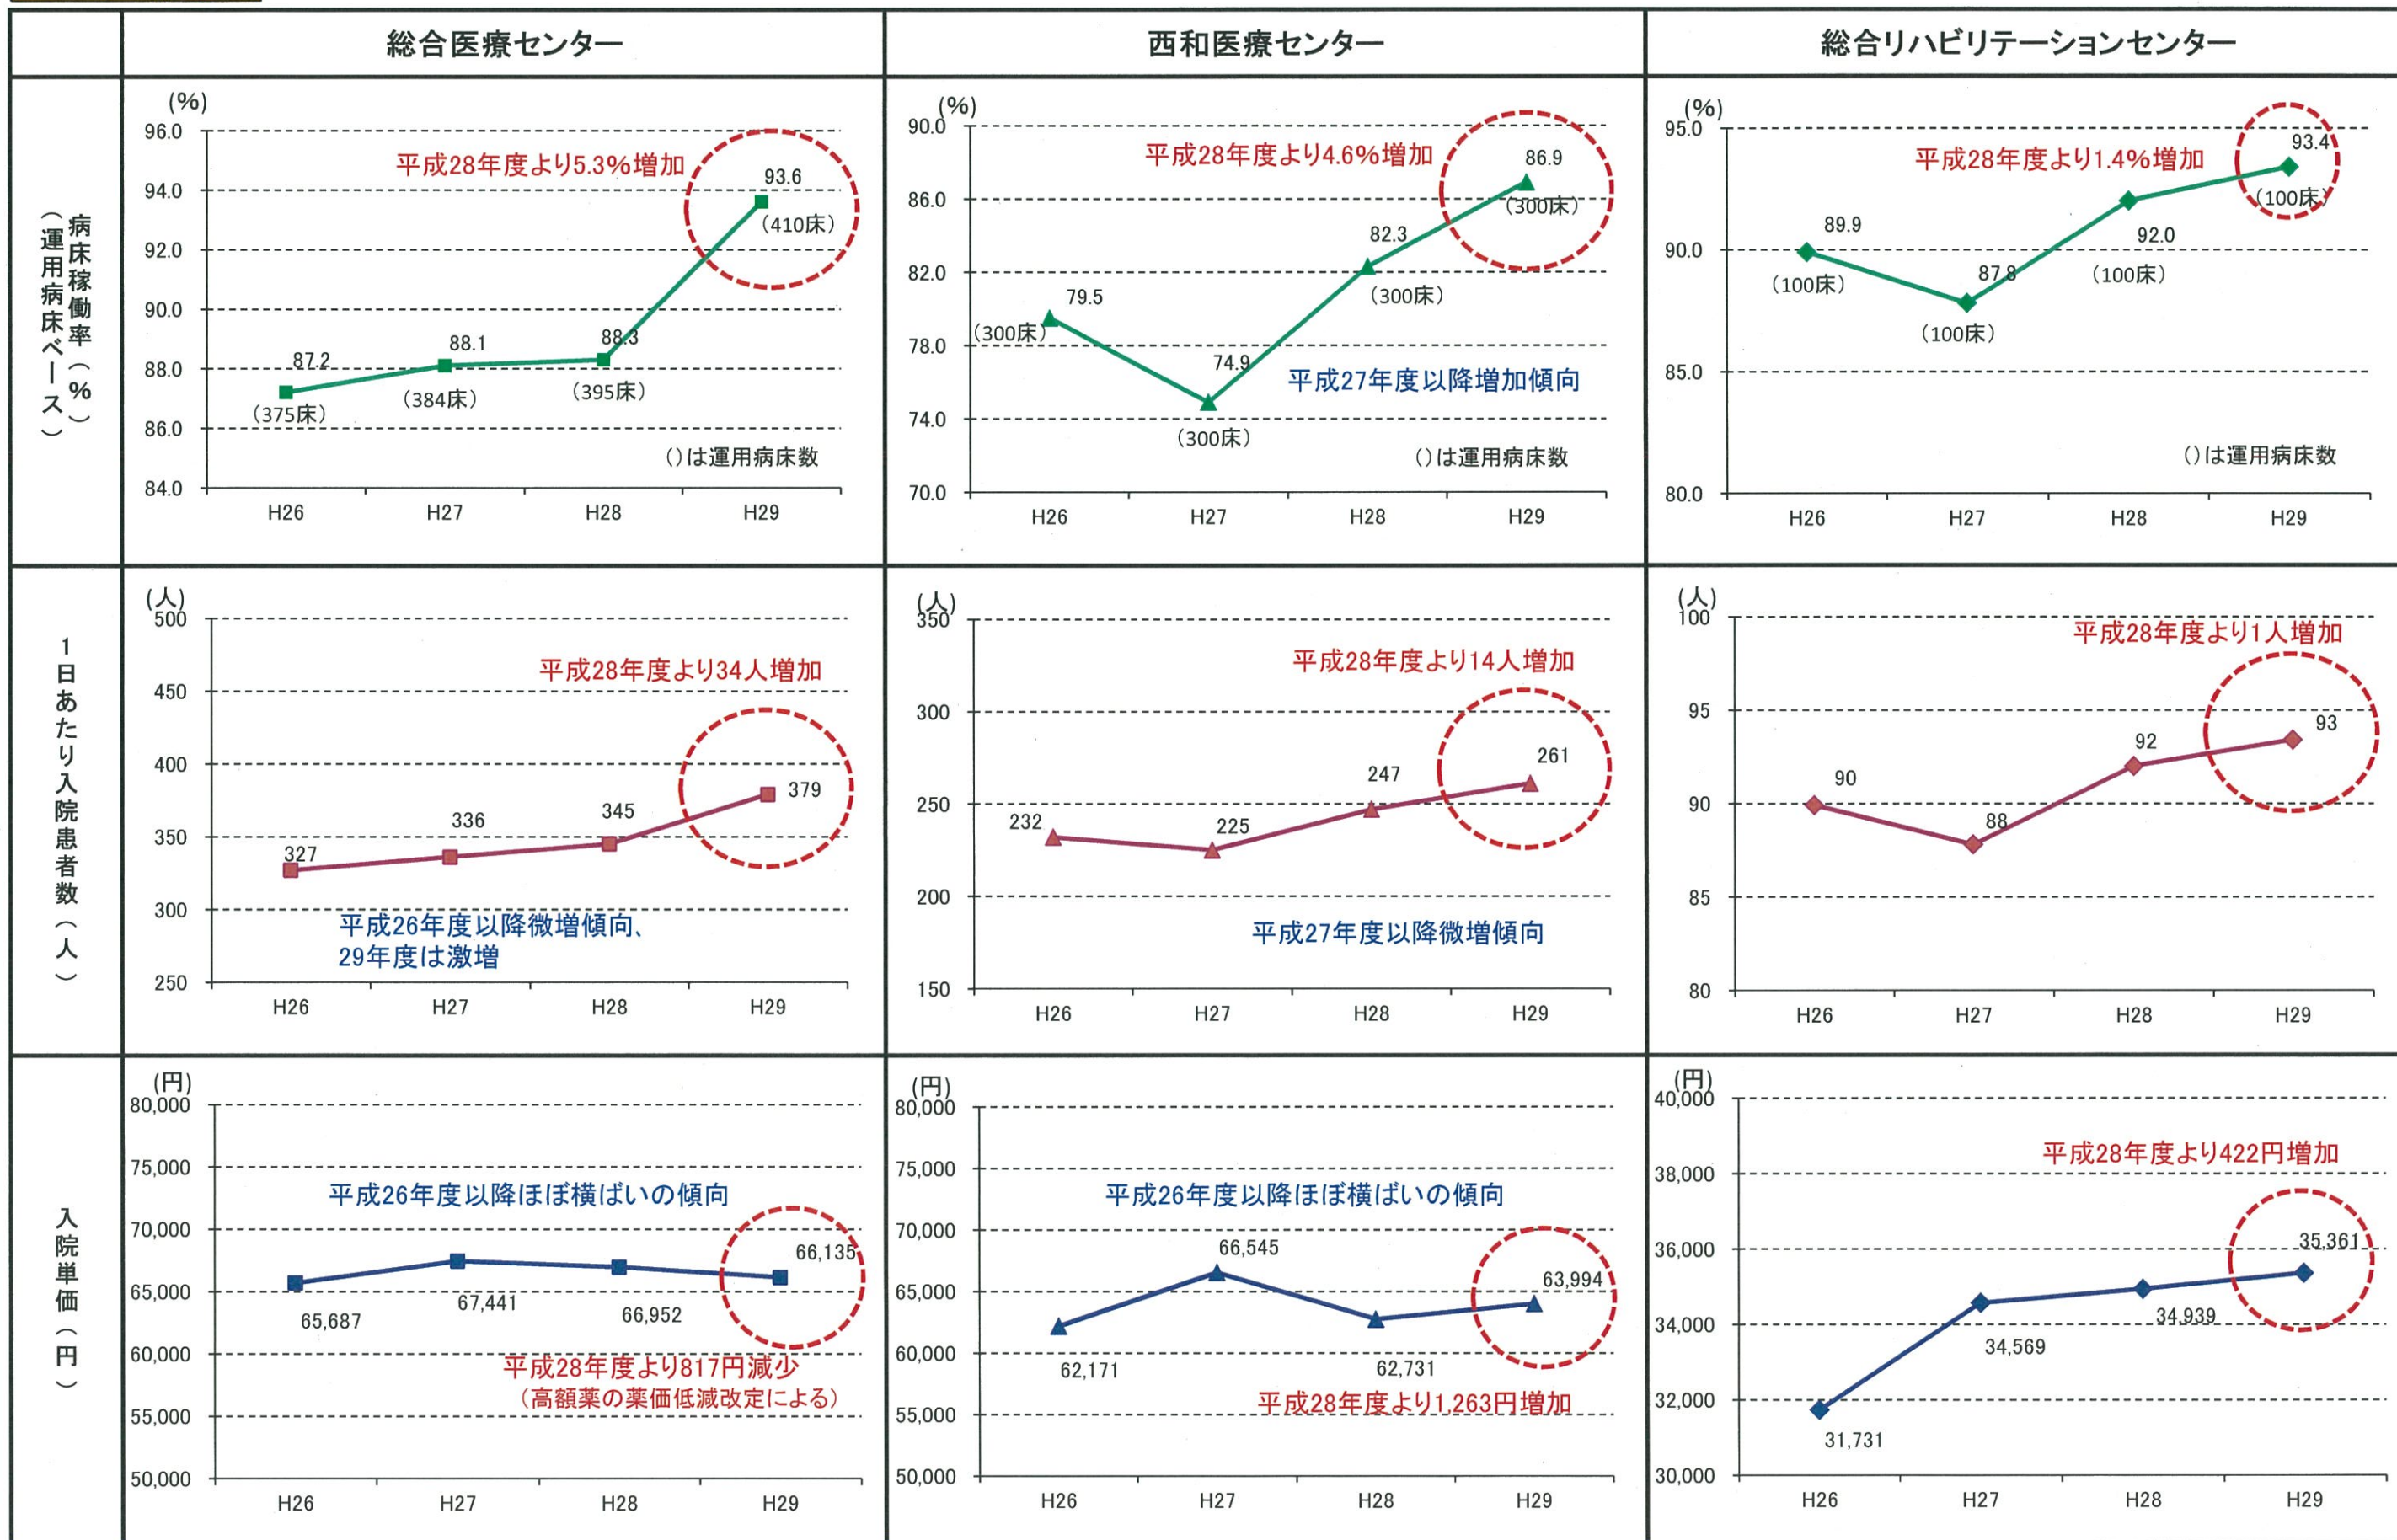 総合医療センター
西和医療センター
総合リハビリテーションセンター
病床稼働率（％）
（運用病床ベース）
(%)
96.0
94.0
92.0
90.0
88.0
86.0
84.0
平成28年度より5.3%増加
93.6
（410床）
87.2
（375床）
88.1
（384床）
88.3
（395床）
（）は運用病床数
H26 H27 H28 H29
(%)
90.0
86.0
82.0
78.0
74.0
70.0
平成28年度より4.6%増加
86.9
（300床）
82.3
（300床）
79.5
（300床）
74.9
（300床）
平成27年度以降増加傾向
（）は運用病床数
H26 H27 H28 H29
(%)
95.0
90.0
85.0
80.0
平成28年度より1.4%増加
93.4
（100床）
89.9
（100床）
92.0
（100床）
87.8
（100床）
（）は運用病床数
H26 H27 H28 H29
1日あたり入院患者数（人）
(人)
500
450
400
350
300
250
平成28年度より34人増加
379
345
336
327
平成26年度以降微増傾向、
29年度は激増
H26 H27 H28 H29
(人)
350
300
250
200
150
平成28年度より14人増加
261
247
232
225
平成27年度以降微増傾向
H26 H27 H28 H29
(人)
100
95
90
85
80
平成28年度より1人増加
93
92
90
88
H26 H27 H28 H29
入院単価（円）
(円)
80,000
75,000
70,000
65,000
60,000
55,000
50,000
平成26年度以降ほぼ横ばいの傾向
66,135
65,687
67,441
66,952
平成28年度より817円減少
（高額薬の薬価低減改定による）
H26 H27 H28 H29
(円)
80,000
75,000
70,000
65,000
60,000
55,000
50,000
平成26年度以降ほぼ横ばいの傾向
66,545
63,994
62,171
62,731
平成28年度より1,263円増加
H26 H27 H28 H29
(円)
40,000
38,000
36,000
34,000
32,000
30,000
平成28年度より422円増加
35,361
34,939
34,569
31,731
H26 H27 H28 H29